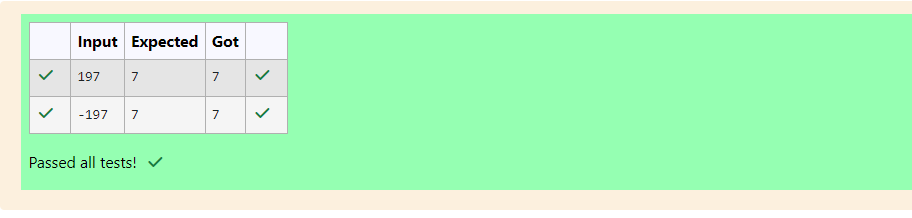 Input Expected Got
197 7 7
-197 7 7
Passed all tests!